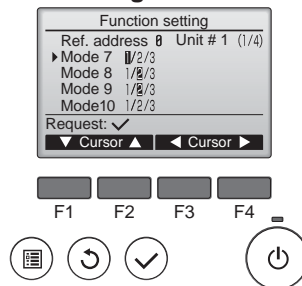 Function setting
Ref. address 0 Unit # 1 (1/4)
Mode 7 1/2/3
Mode 8 1/2/3
Mode 9 1/2/3
Mode10 1/2/3
Request: ✓
▼ Cursor ▲ ◀ Cursor ▶
F1 F2 F3 F4